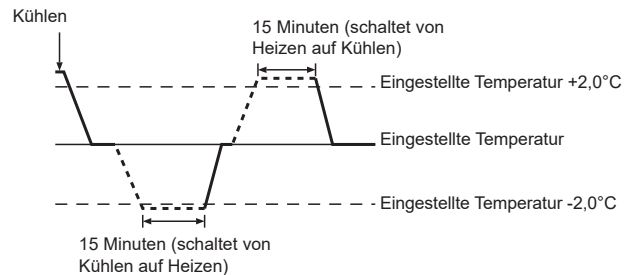 Kühlen
15 Minuten (schaltet von
Heizen auf Kühlen)
Eingestellte Temperatur +2,0°C
Eingestellte Temperatur
Eingestellte Temperatur -2,0°C
15 Minuten (schaltet von
Kühlen auf Heizen)